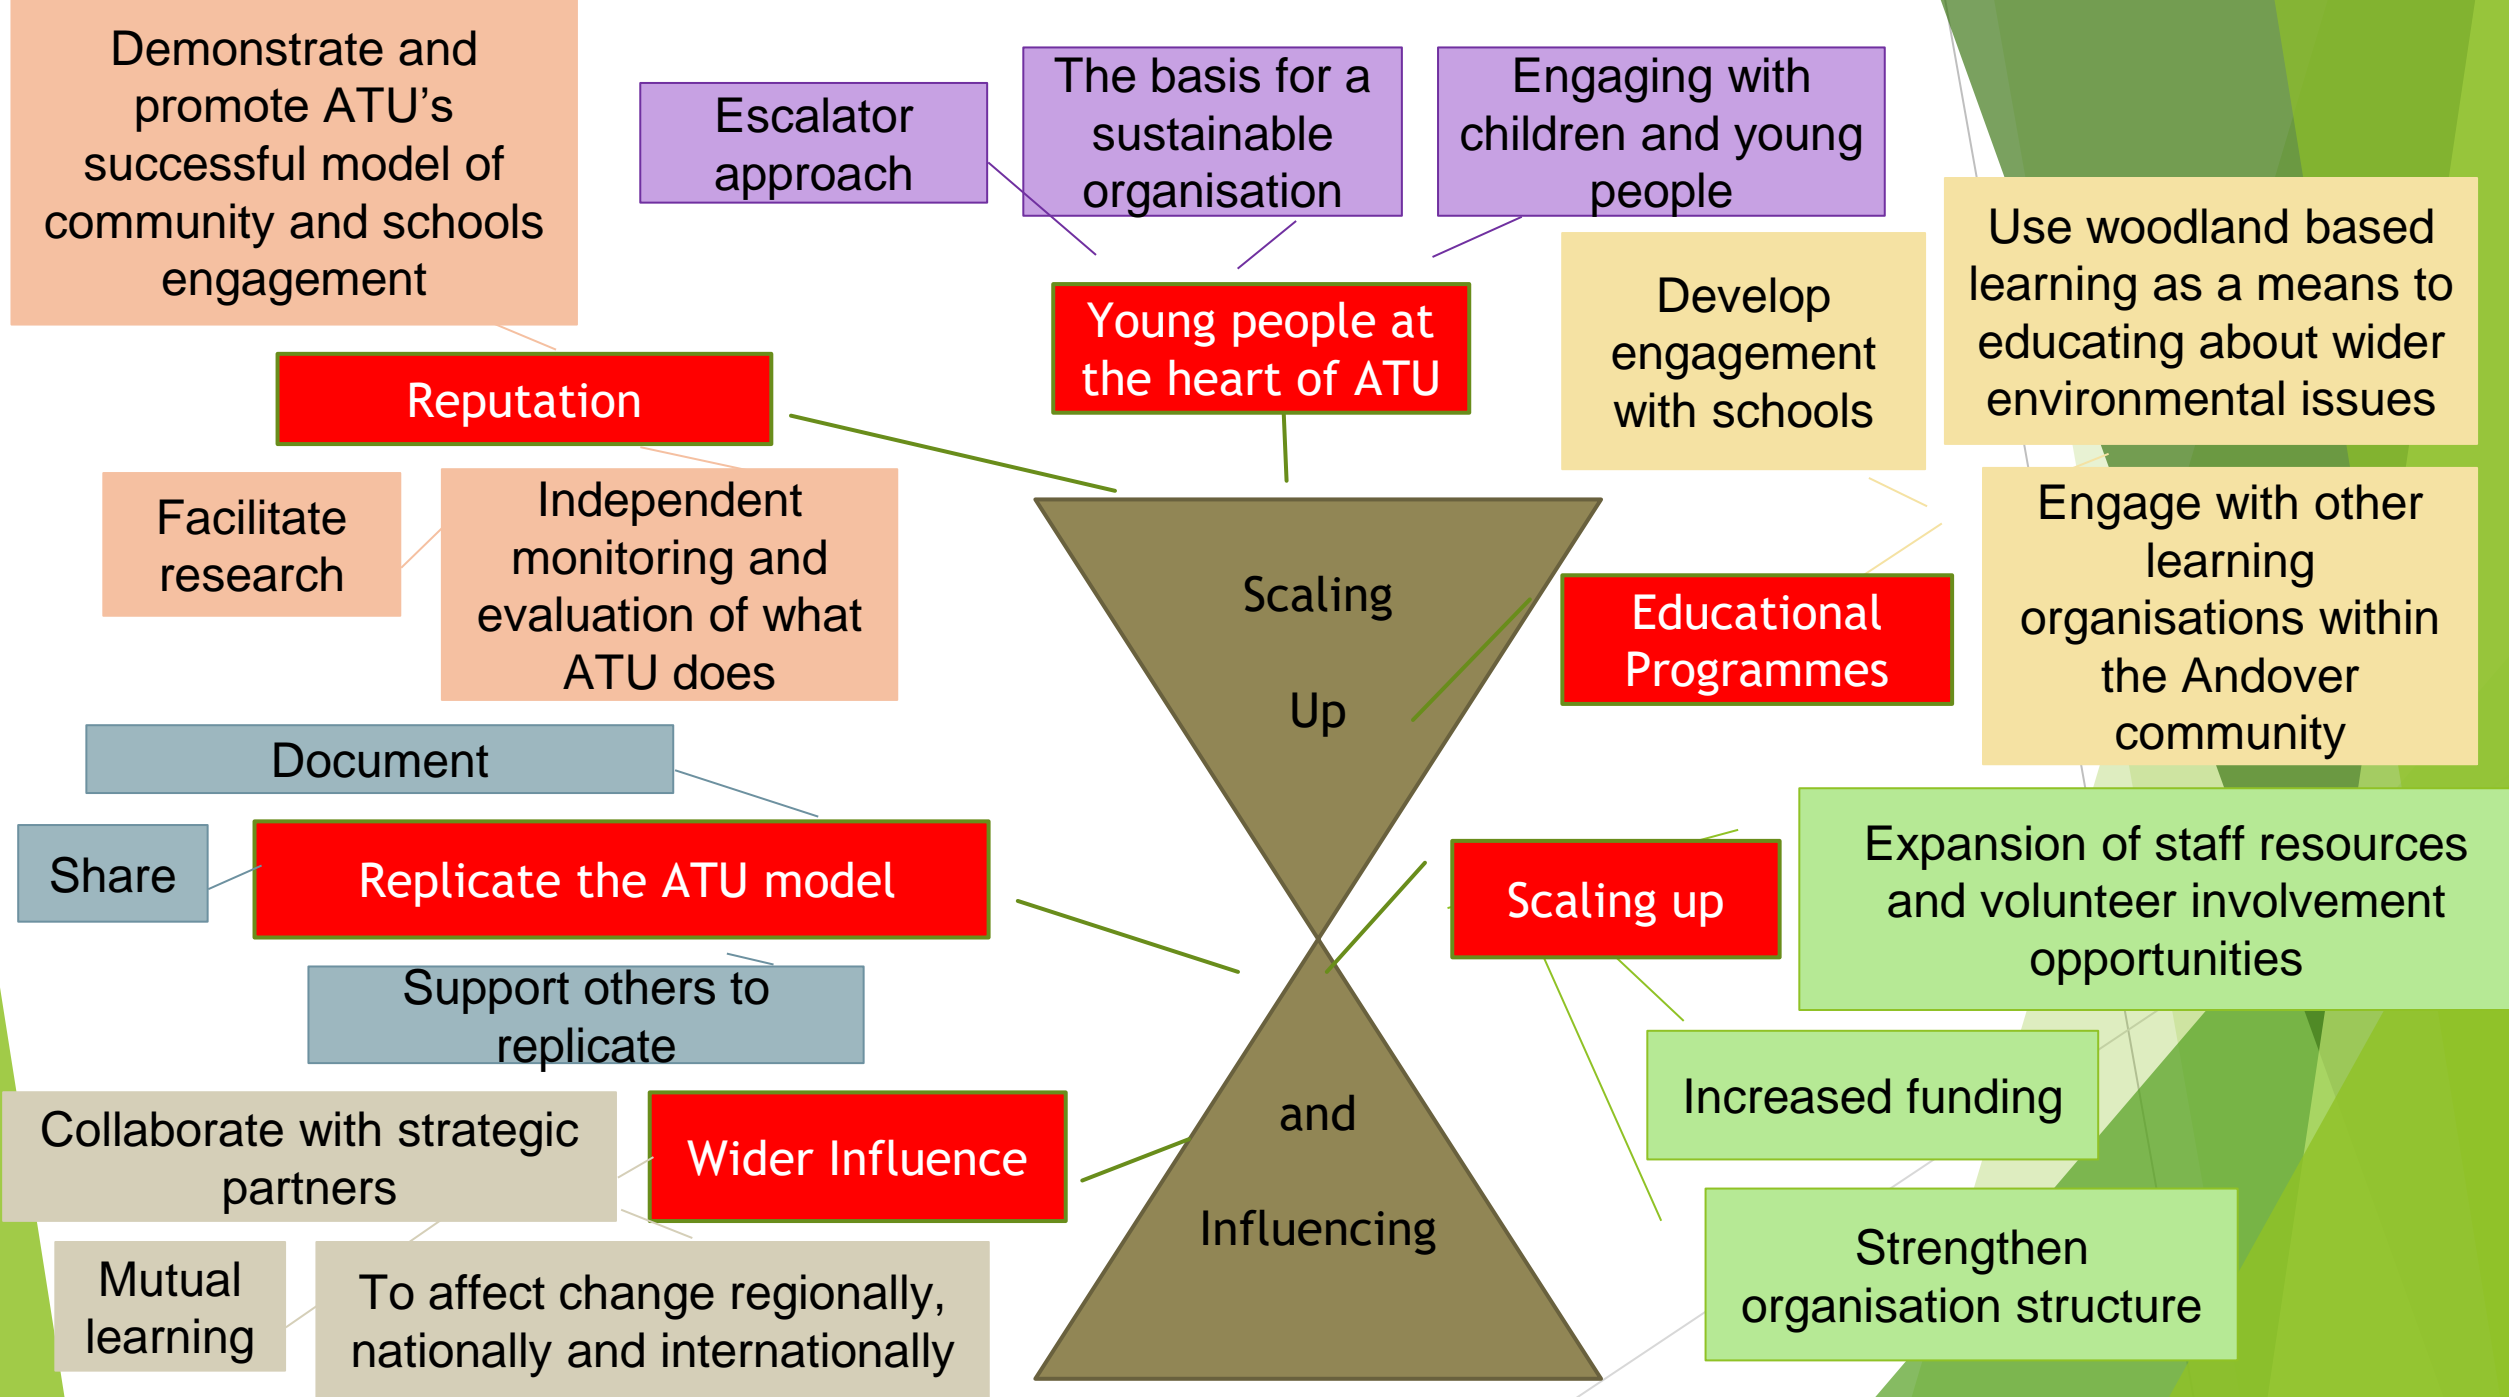 Demonstrate and
promote ATU’s
successful model of
community and schools
engagement
Escalator
approach
The basis for a
sustainable
organisation
Engaging with
children and young
people
Young people at
the heart of ATU
Develop
engagement
with schools
Use woodland based
learning as a means to
educating about wider
environmental issues
Reputation
Facilitate
research
Independent
monitoring and
evaluation of what
ATU does
Engage with other
learning
organisations within
the Andover
community
Educational
Programmes
Scaling
Up
Document
Share
Replicate the ATU model
Support others to
replicate
Scaling up
Expansion of staff resources
and volunteer involvement
opportunities
Increased funding
Strengthen
organisation structure
Collaborate with strategic
partners
Wider Influence
Mutual
learning
To affect change regionally,
nationally and internationally
and
Influencing